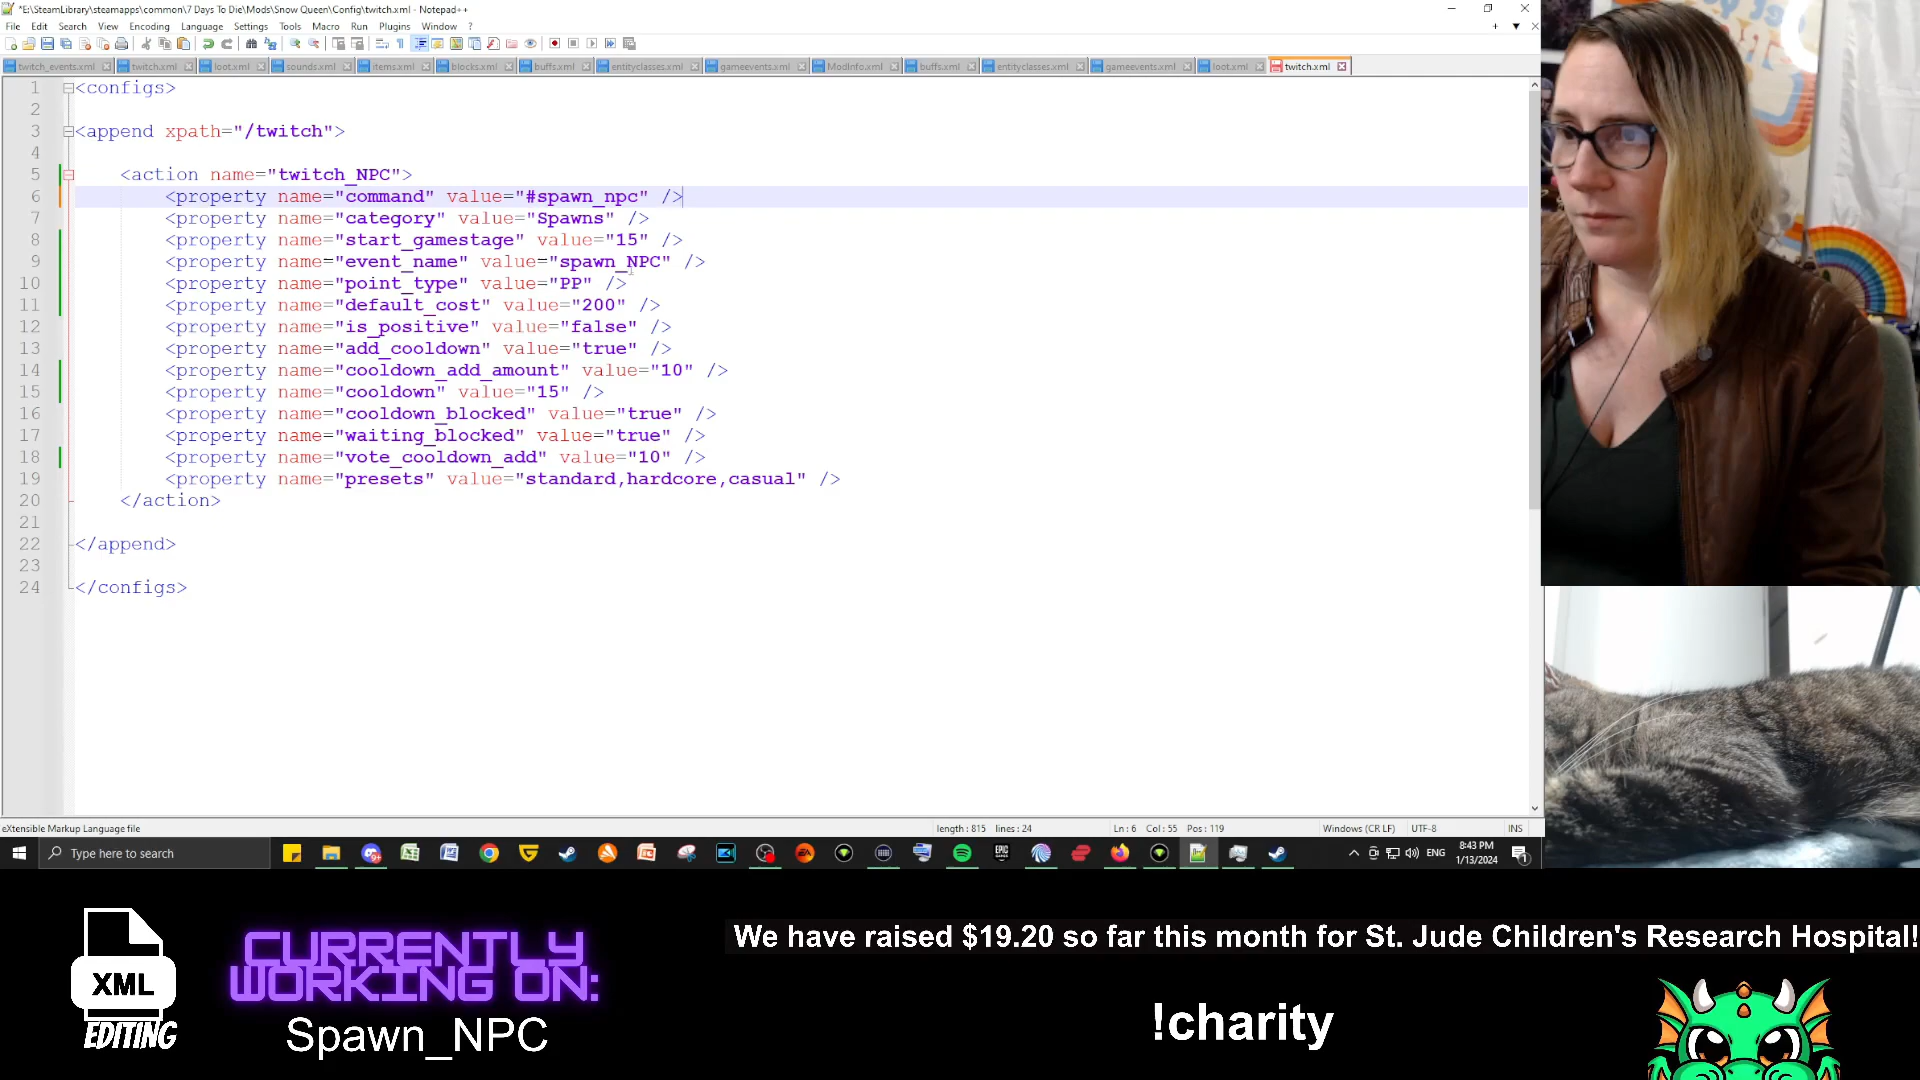 *E:\SteamLibrary\steamapps\common\7 Days To Die\Mods\Snow Queen\Config\twitch.xml - Notepad++
File Edit Search View Encoding Language Settings Tools Macro Run Plugins Window ?
twitch_events.xml twitch.xml loot.xml sounds.xml items.xml blocks.xml buffs.xml entityclasses.xml gameevents.xml ModInfo.xml buffs.xml entityclasses.xml gameevents.xml loot.xml twitch.xml
1 <configs>
2
3 <append xpath="/twitch">
4
5 <action name="twitch_NPC">
6 <property name="command" value="#spawn_npc" />
7 <property name="category" value="Spawns" />
8 <property name="start_gamestage" value="15" />
9 <property name="event_name" value="spawn_NPC" />
10 <property name="point_type" value="PP" />
11 <property name="default_cost" value="200" />
12 <property name="is_positive" value="false" />
13 <property name="add_cooldown" value="true" />
14 <property name="cooldown_add_amount" value="10" />
15 <property name="cooldown" value="15" />
16 <property name="cooldown_blocked" value="true" />
17 <property name="waiting_blocked" value="true" />
18 <property name="vote_cooldown_add" value="10" />
19 <property name="presets" value="standard,hardcore,casual" />
20 </action>
21
22 </append>
23
24 </configs>
eXtensible Markup Language file length : 815 lines : 24 Ln : 6 Col : 55 Pos : 119 Windows (CR LF) UTF-8 INS
Type here to search
ENG
8:43 PM
1/13/2024
XML
EDITING
CURRENTLY
WORKING ON:
Spawn_NPC
We have raised $19.20 so far this month for St. Jude Children's Research Hospital!
!charity